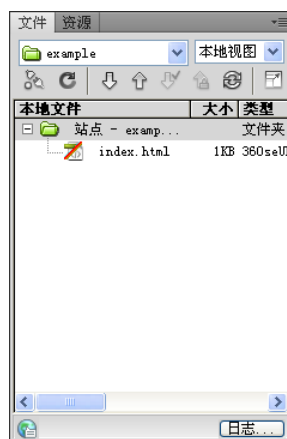 文件 资源
example 本地视图
本地文件 大小 类型
站点 - examp... 文件夹
index.html 1KB 360seU
日志...